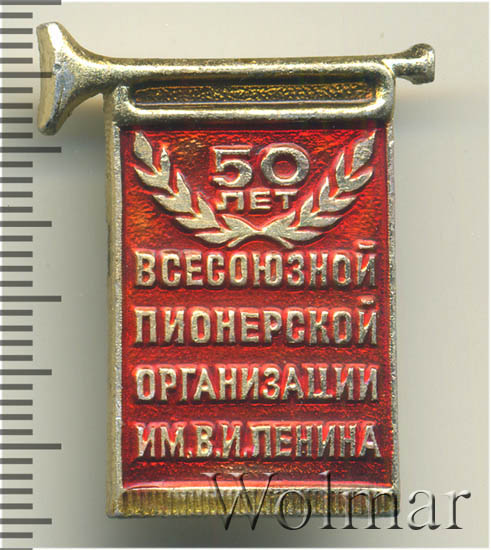 50
ЛЕТ
ВСЕСОЮЗНОЙ
ПИОНЕРСКОЙ
ОРГАНИЗАЦИИ
ИМ.В.И.ЛЕНИНА
Wolmar